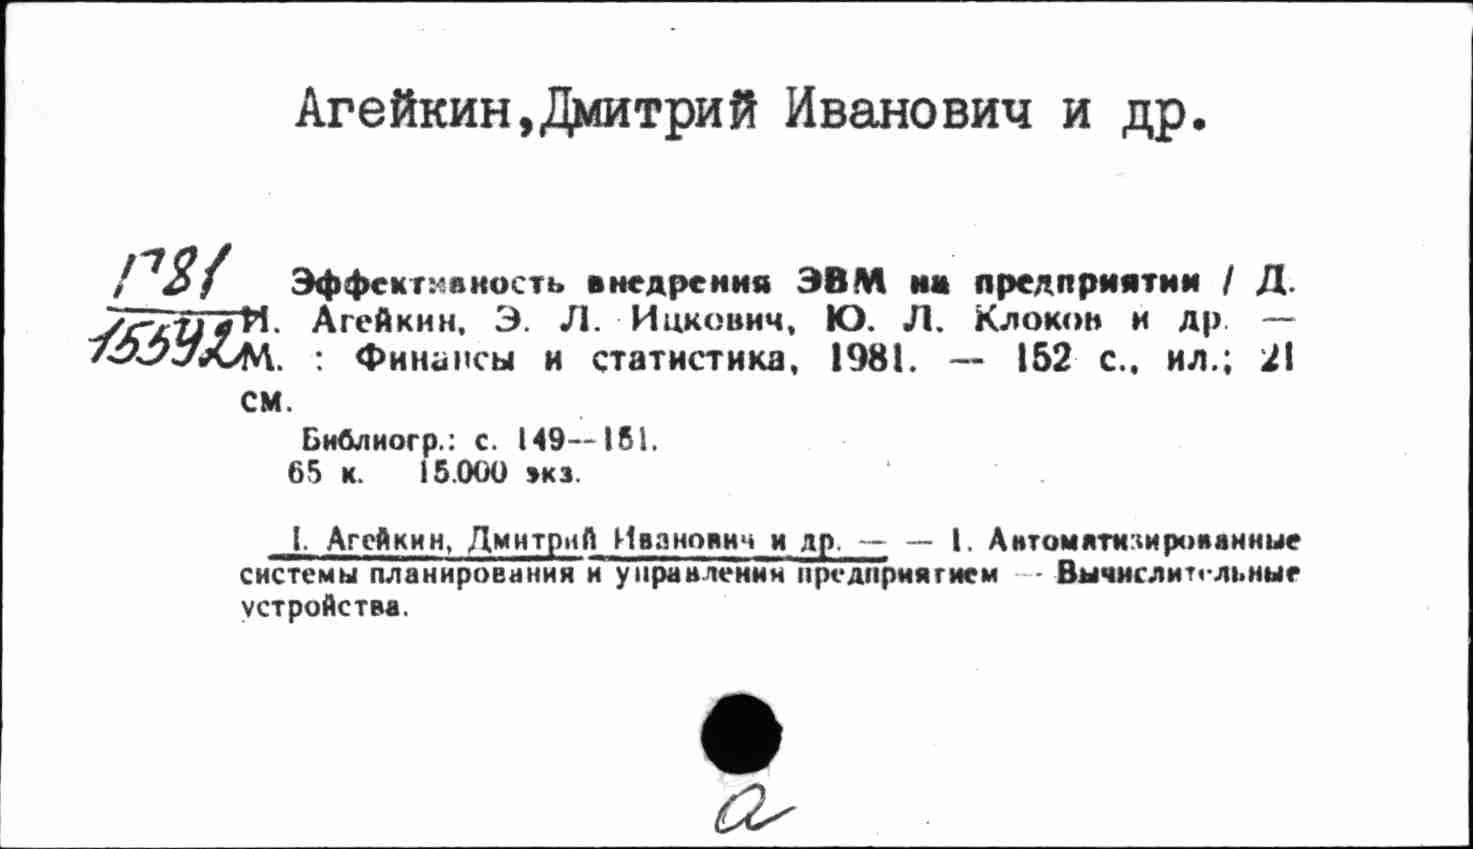 Агейкин,Дмитрий Иванович и др.
Г81
15592
Эффективность внедрения ЭВМ на предприятии / Д.
И. Агейкин, Э. Л. Ицкович, Ю. Л. Клоков и др. —
М. : Финансы и статистика, 1981. — 152 с., ил.; 21
см.
Библиогр.: с. 149—151.
65 к. 15.000 экз.
I. Агейкин, Дмитрий Иванович и др. — — 1. Автоматизированные
системы планирования и управления предприятием — Вычислительные
устройства.
а